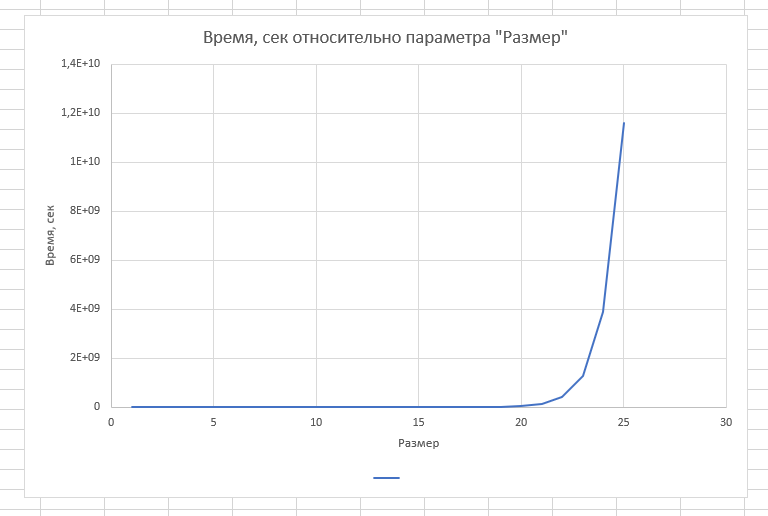 Время, сек относительно параметра "Размер"
1,4E+10
1,2E+10
1E+10
8E+09
6E+09
4E+09
2E+09
0
Время, сек
0 5 10 15 20 25 30
Размер